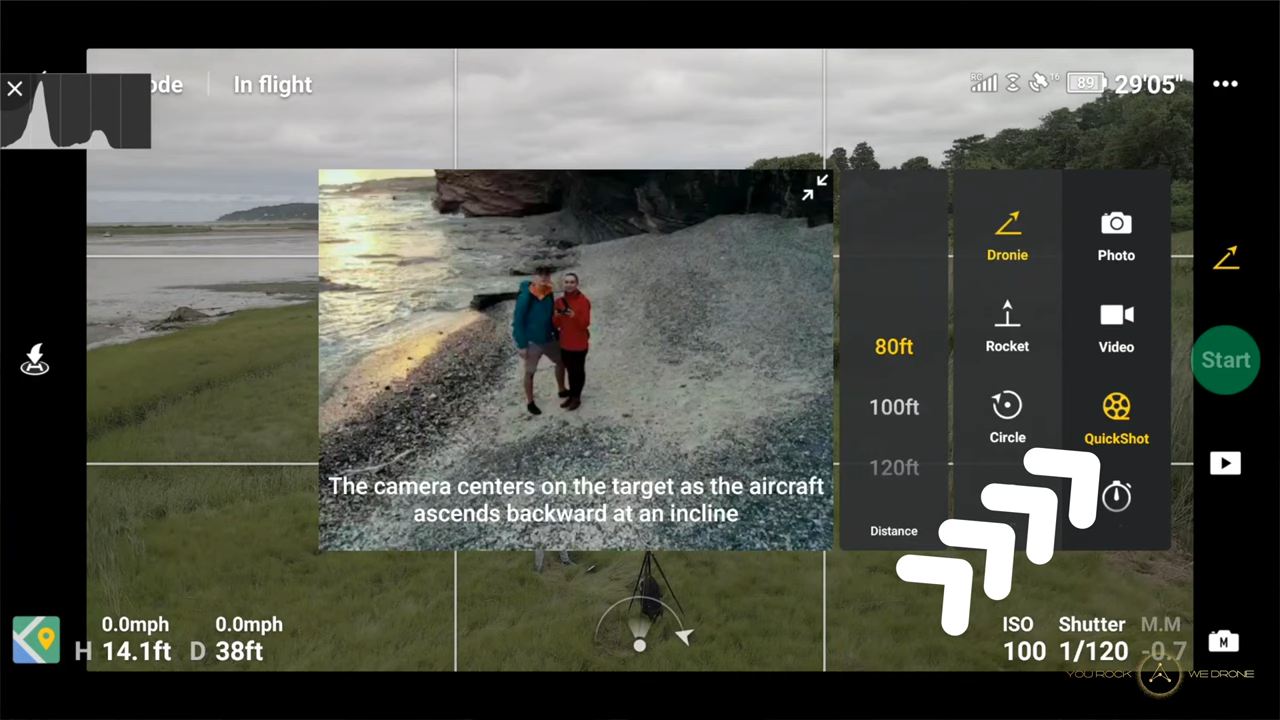 ode
In flight
RC
16
89
29'05"
Dronie
Photo
Rocket
Video
80ft
Start
100ft
Circle
QuickShot
120ft
The camera centers on the target as the aircraft
ascends backward at an incline
Distance
0.0mph 0.0mph
H 14.1ft D 38ft
ISO Shutter M.M
100 1/120 -0.7
M
YOU ROCK WE DRONE